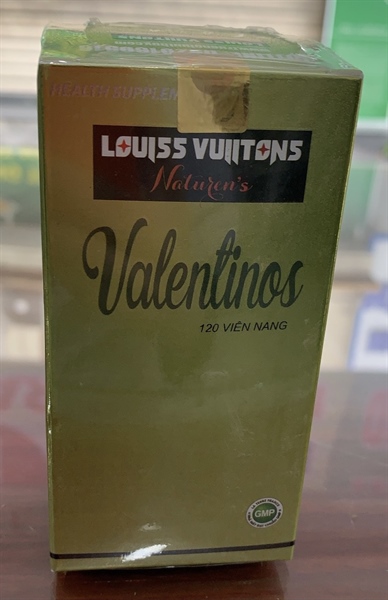 HEALTH SUPPLEM
LOUISS VUIITONS
Naturen's
Valentinos
120 VIÊN NANG
GMP